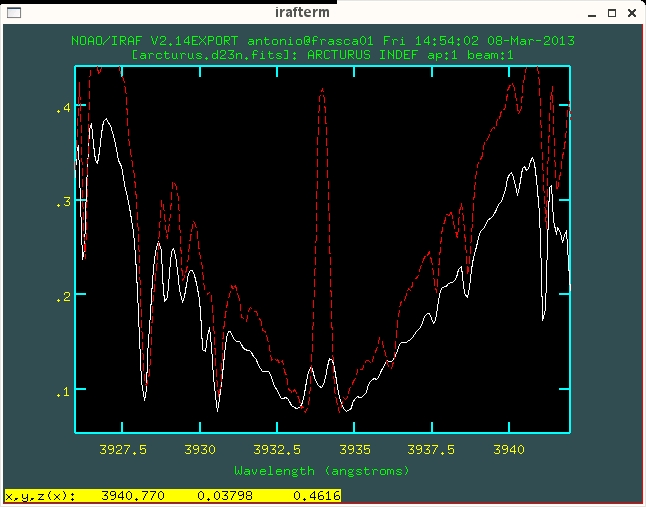 irafterm
NOAO/IRAF V2.14EXPORT antonio@frasca01 Fri 14:54:02 08-Mar-2013
[arcturus.d23n.fits]: ARCTURUS INDEF ap:1 beam:1
.4
.3
.2
.1
3927.5 3930 3932.5 3935 3937.5 3940
Wavelength (angstroms)
x,y,z(x): 3940.770 0.03798 0.4616